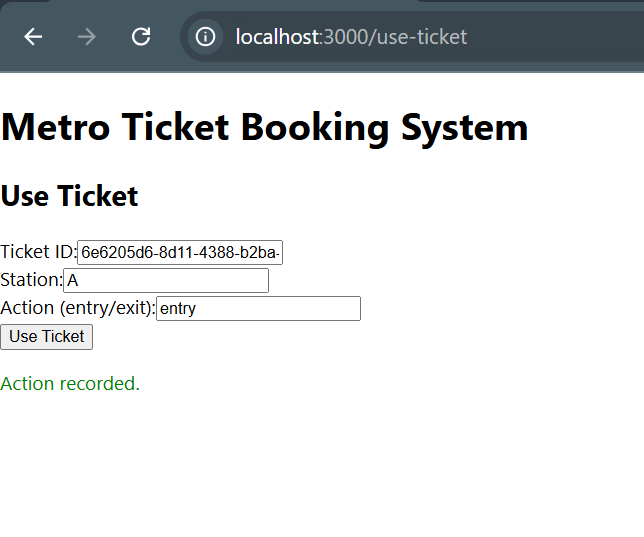 localhost:3000/use-ticket
Metro Ticket Booking System
Use Ticket
Ticket ID: 6e6205d6-8d11-4388-b2ba-
Station: A
Action (entry/exit): entry
Use Ticket
Action recorded.